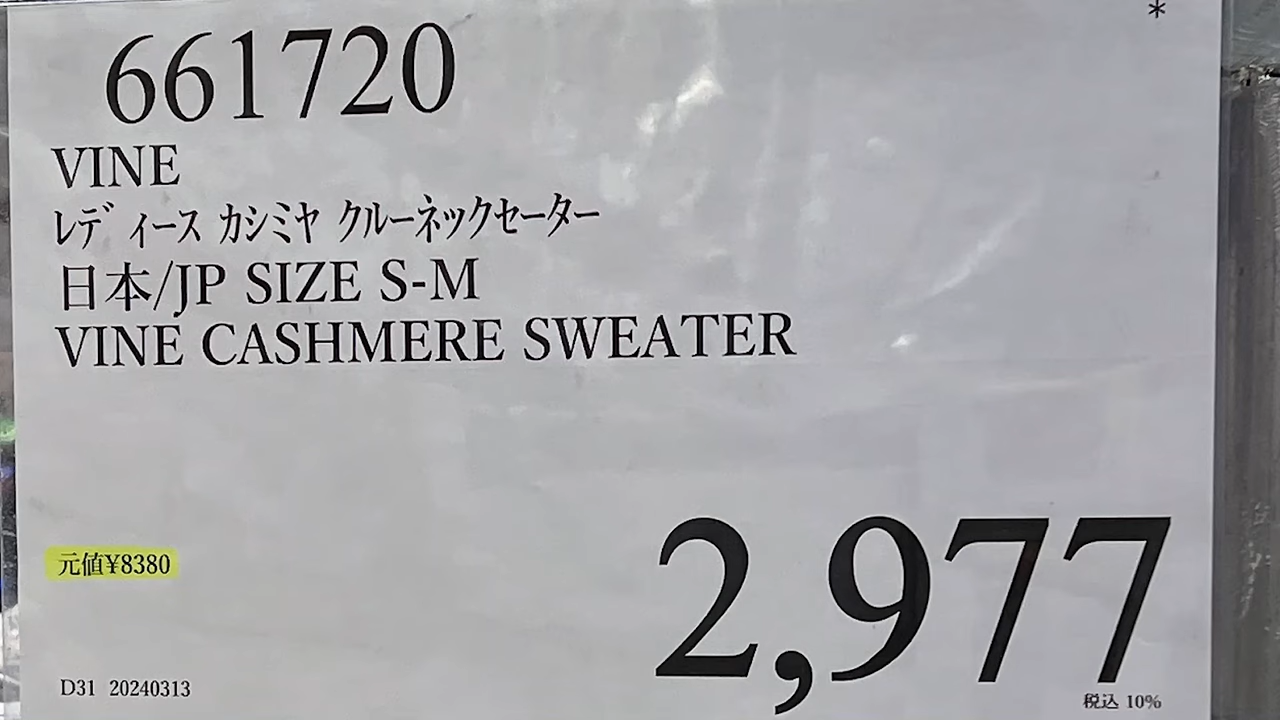 *
661720
VINE
レディース カシミヤ クルーネックセーター
日本/JP SIZE S-M
VINE CASHMERE SWEATER
元値¥8380
2,977
税込 10%
D31 20240313